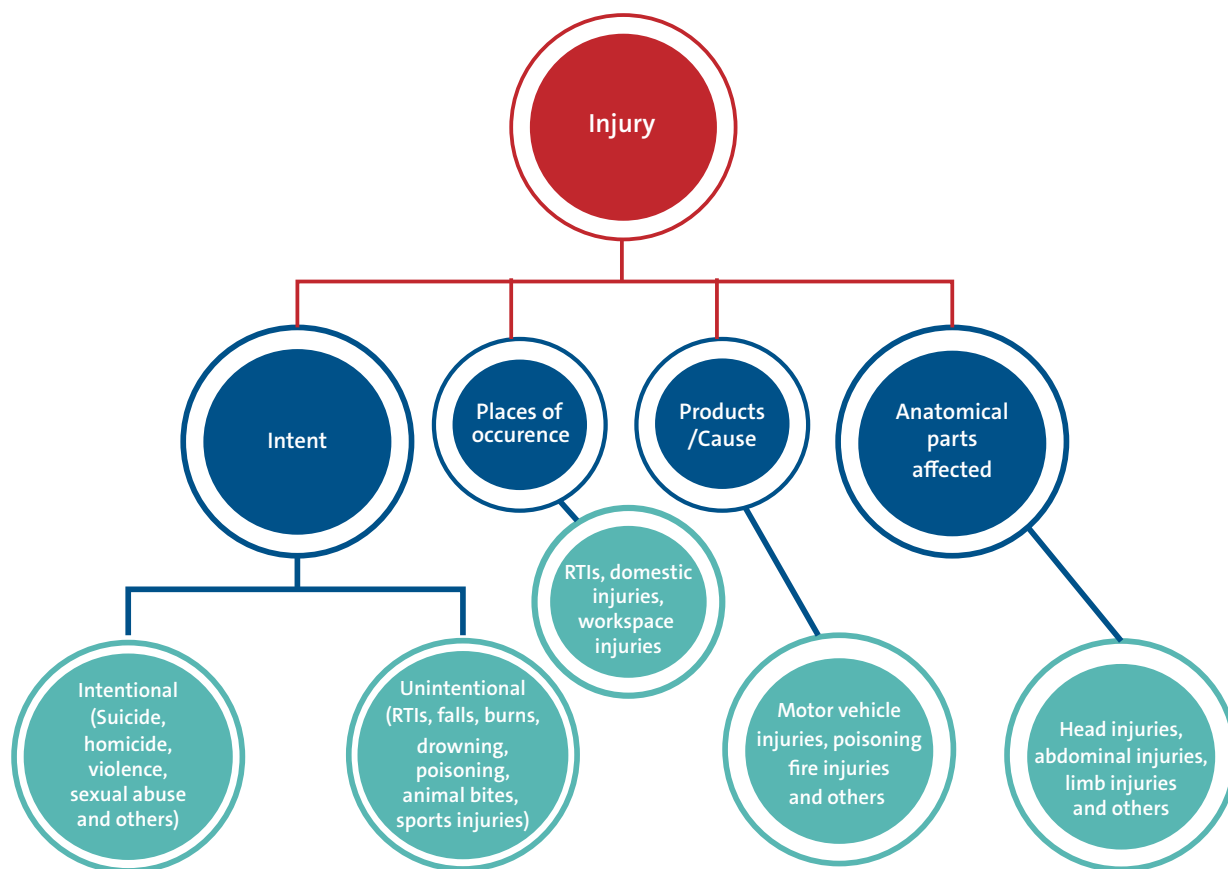 Injury
Intent
Places of
occurence
Products
/Cause
Anatomical
parts
affected
RTIs, domestic
injuries,
workspace
injuries
Intentional
(Suicide,
homicide,
violence,
sexual abuse
and others)
Unintentional
(RTIs, falls, burns,
drowning,
poisoning,
animal bites,
sports injuries)
Motor vehicle
injuries, poisoning
fire injuries
and others
Head injuries,
abdominal injuries,
limb injuries
and others